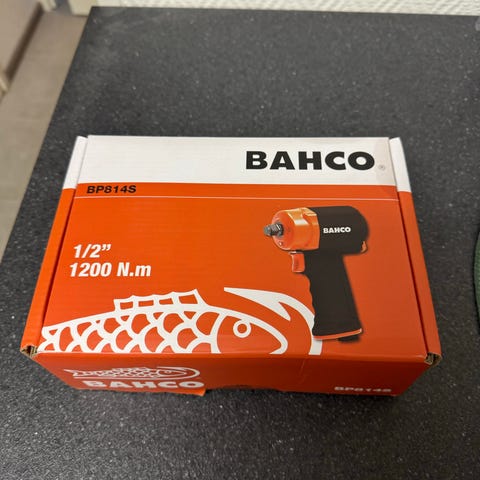 BAHCO®
BP814S
1/2”
1200 N.m
BAHCO
BAHCO
BP814S